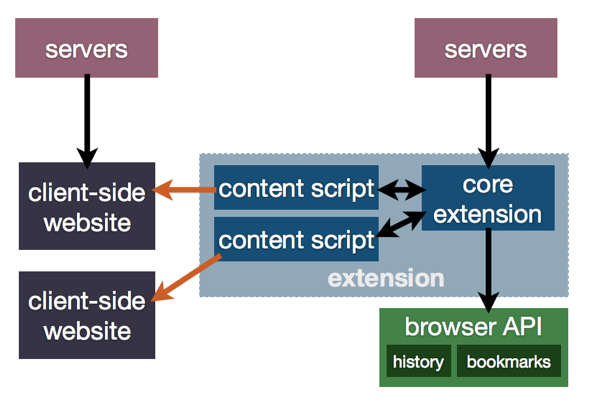 servers
servers
client-side
website
content script
core
extension
content script
extension
client-side
website
browser API
history
bookmarks